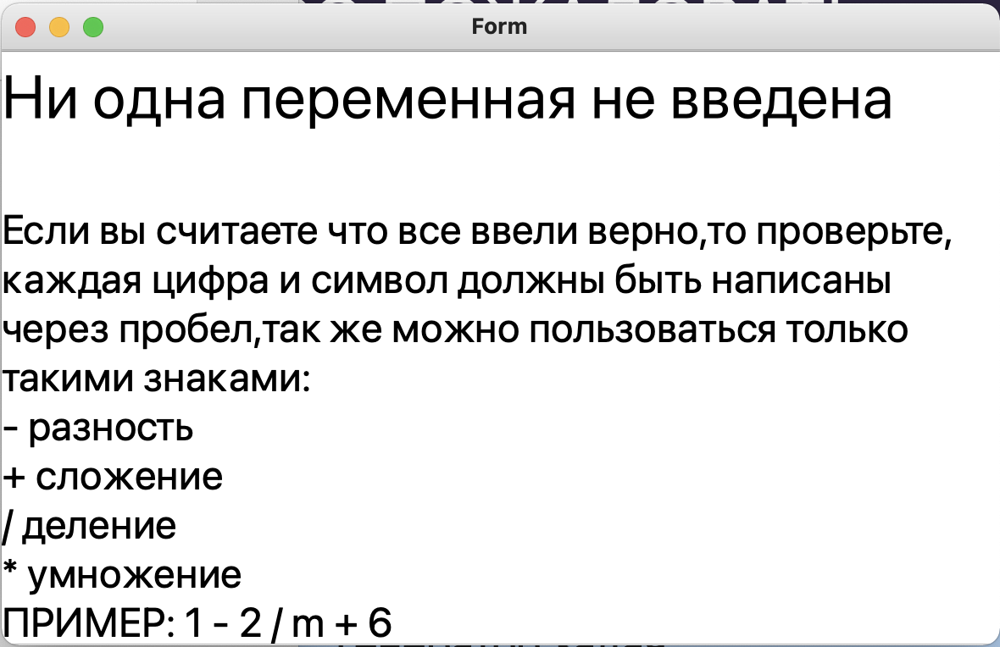 Form
Ни одна переменная не введена
Если вы считаете что все ввели верно,то проверьте,
каждая цифра и символ должны быть написаны
через пробел,так же можно пользоваться только
такими знаками:
- разность
+ сложение
/ деление
* умножение
ПРИМЕР: 1 - 2 / m + 6